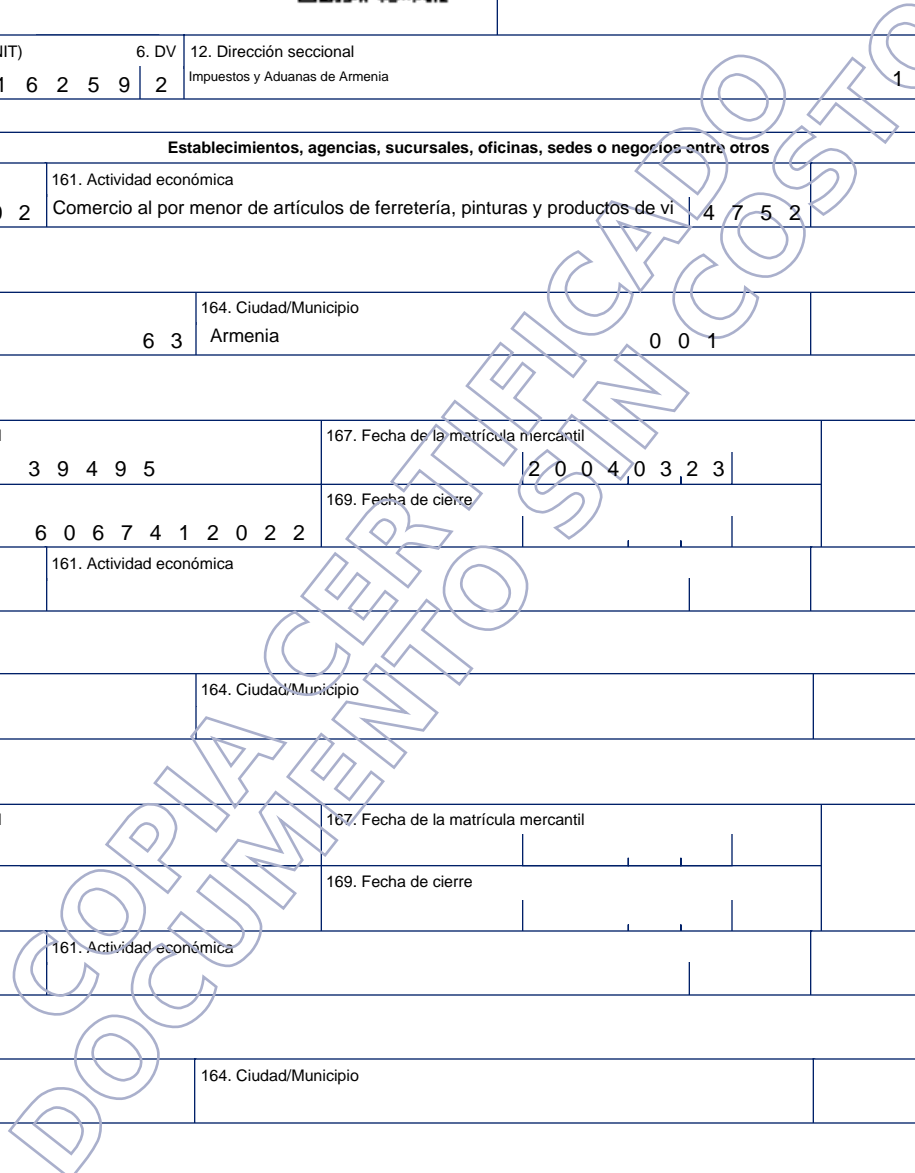 NIT) 6. DV 12. Dirección seccional
1 6 2 5 9 2 Impuestos y Aduanas de Armenia 1
Establecimientos, agencias, sucursales, oficinas, sedes o negocios entre otros
161. Actividad económica
2 Comercio al por menor de artículos de ferretería, pinturas y productos de vi 4 7 5 2
164. Ciudad/Municipio
6 3 Armenia 0 0 1
167. Fecha de la matrícula mercantil
3 9 4 9 5 2 0 0 4 0 3 2 3
169. Fecha de cierre
6 0 6 7 4 1 2 0 2 2
161. Actividad económica
164. Ciudad/Municipio
167. Fecha de la matrícula mercantil
169. Fecha de cierre
161. Actividad económica
164. Ciudad/Municipio
COPIA CERTIFICADO
DOCUMENTO SIN COSTO